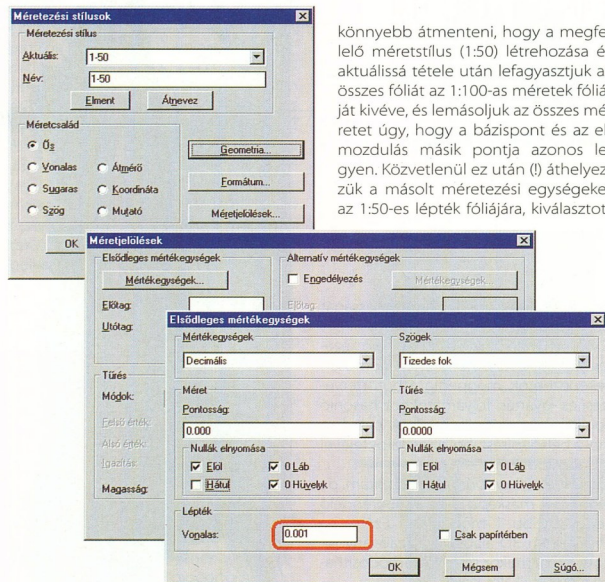 Méretezési stílusok
Méretezési stílus
Aktuális: 1-50
Név: 1-50
Elment Átnevez
Méretcsalád
Ős
Vonalas Átmérő
Sugaras Koordináta
Szög Mutató
Geometria...
Formátum...
Méretjelölések...
OK
könnyebb átmenteni, hogy a megfe
lelő méretstílus (1:50) létrehozása é
aktuálissá tétele után lefagyasztjuk a
összes fóliát az 1:100-as méretek fóliá
ját kivéve, és lemásoljuk az összes mé
retet úgy, hogy a bázispont és az el
mozdulás másik pontja azonos le
gyen. Közvetlenül ez után (!) áthelyez
zük a másolt méretezési egységeke
az 1:50-es lépték fóliájára, kiválasztot
Méretjelölések
Elsődleges mértékegységek
Mértékegységek...
Előtag:
Utótag:
Alternatív mértékegységek
Engedélyezés Mértékegységek...
Előtag:
Tűrés
Módok:
Felső érték:
Alsó érték:
Igazítás:
Magasság:
Elsődleges mértékegységek
Mértékegységek
Decimális
Szögek
Tizedes fok
Méret
Pontosság:
0.000
Nullák elnyomása
Elöl 0 Láb
Hátul 0 Hüvelyk
Tűrés
Pontosság:
0.0000
Nullák elnyomása
Elöl 0 Láb
Hátul 0 Hüvelyk
Lépték
Vonalas: 0.001 Csak papírtérben
OK Mégsem Súgó...